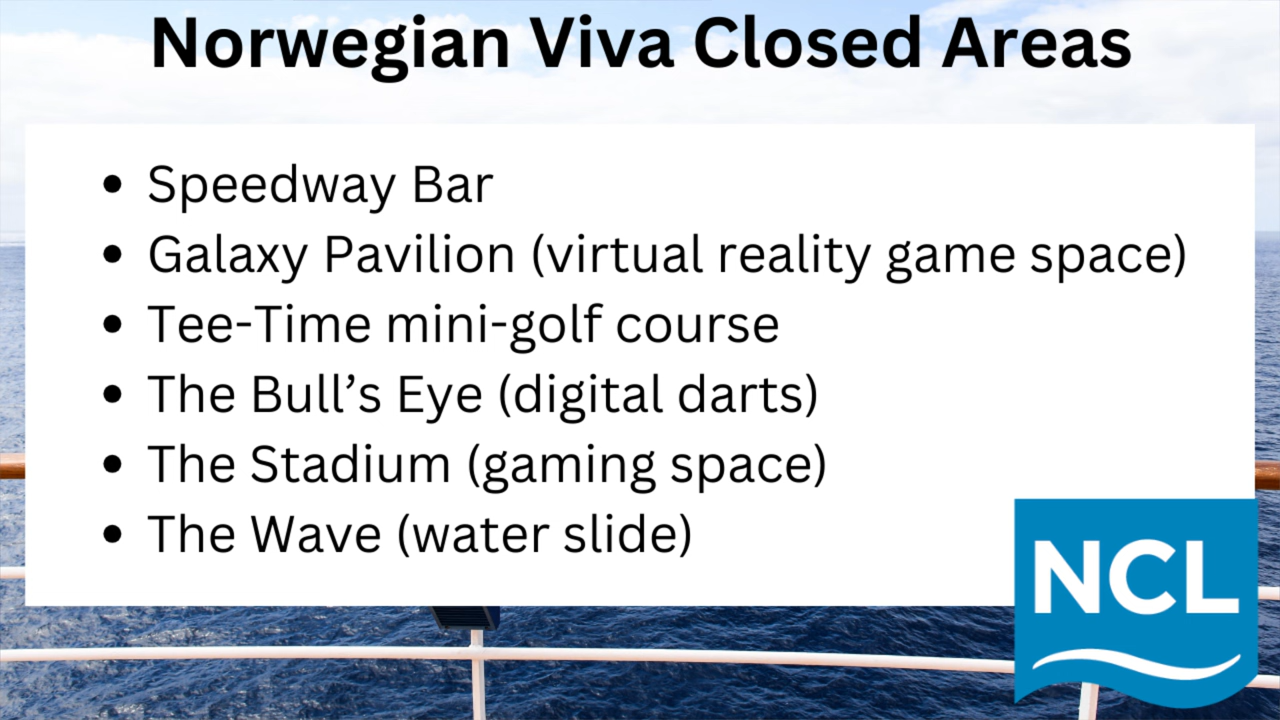 Norwegian Viva Closed Areas
• Speedway Bar
• Galaxy Pavilion (virtual reality game space)
• Tee-Time mini-golf course
• The Bull’s Eye (digital darts)
• The Stadium (gaming space)
• The Wave (water slide)
NCL